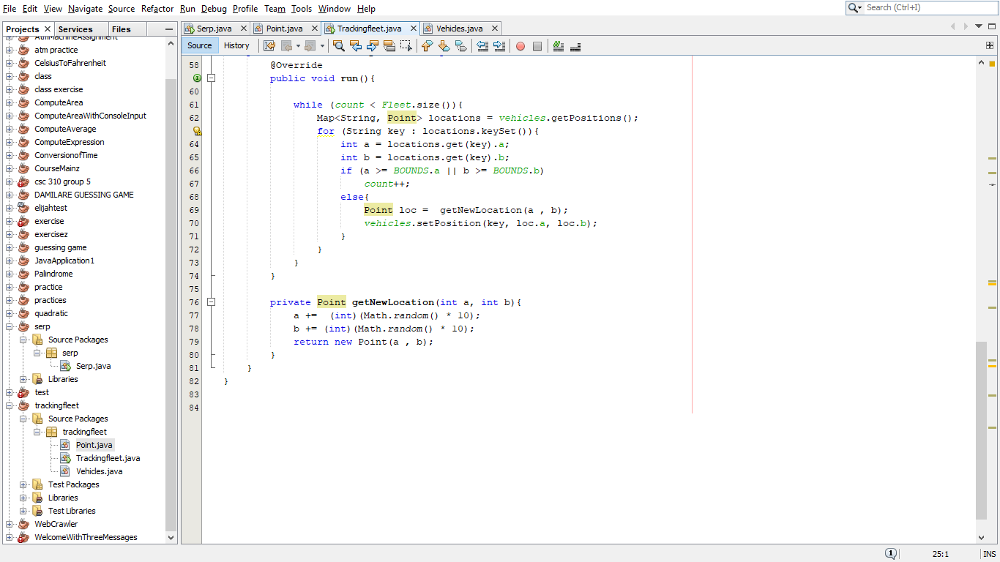 File Edit View Navigate Source Refactor Run Debug Profile Team Tools Window Help
Search (Ctrl+I)
Projects Services Files
AtmMachineAssignment
atm practice
CelsiusToFahrenheit
class
class exercise
ComputeArea
ComputeAreaWithConsoleInput
ComputeAverage
ComputeExpression
ConversionofTime
CourseMainz
csc 310 group 5
DAMILARE GUESSING GAME
elijahtest
exercise
exercisez
guessing game
JavaApplication1
Palindrome
practice
practices
quadratic
serp
Source Packages
serp
Serp.java
Libraries
test
trackingfleet
Source Packages
trackingfleet
Point.java
Trackingfleet.java
Vehicles.java
Test Packages
Libraries
Test Libraries
WebCrawler
WelcomeWithThreeMessages
Serp.java Point.java Trackingfleet.java Vehicles.java
Source History
58 @Override
public void run(){
60
61 while (count < Fleet.size()){
62 Map<String, Point> locations = vehicles.getPositions();
for (String key : locations.keySet()){
64 int a = locations.get(key).a;
65 int b = locations.get(key).b;
66 if (a >= BOUNDS.a || b >= BOUNDS.b)
67 count++;
68 else{
69 Point loc =  getNewLocation(a , b);
70 vehicles.setPosition(key, loc.a, loc.b);
71 }
72 }
73 }
74 }
75
76 private Point getNewLocation(int a, int b){
77 a +=  (int)(Math.random() * 10);
78 b += (int)(Math.random() * 10);
79 return new Point(a , b);
80 }
81 }
82 }
83
84
1 25:1 INS